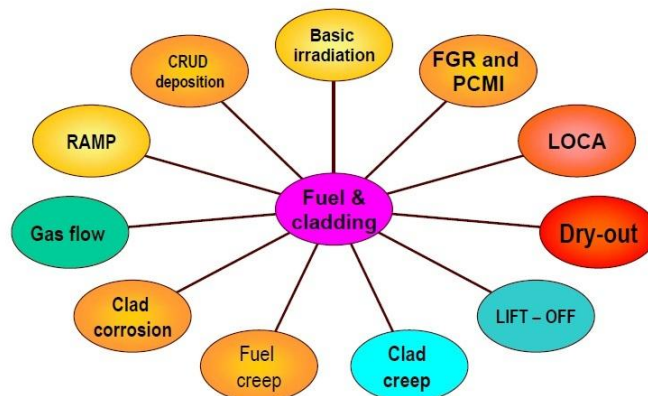 Basic
irradiation
CRUD
deposition
FGR and
PCMI
RAMP
LOCA
Fuel &
cladding
Gas flow
Dry-out
Clad
corrosion
LIFT – OFF
Fuel
creep
Clad
creep